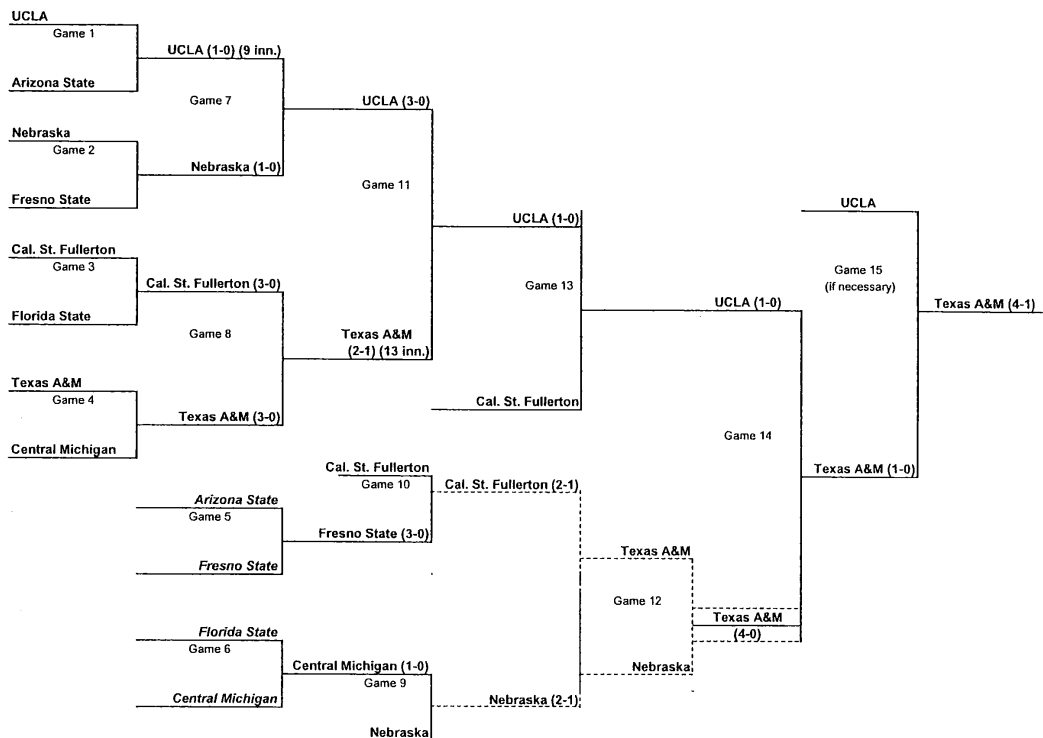 UCLA
Game 1
UCLA (1-0) (9 inn.)
Arizona State
Game 7
UCLA (3-0)
Nebraska
Game 2
Nebraska (1-0)
Fresno State
Game 11
UCLA (1-0)
UCLA
Cal. St. Fullerton
Game 3
Cal. St. Fullerton (3-0)
Florida State
Game 8
Texas A&M
(2-1) (13 inn.)
Game 13
UCLA (1-0)
Game 15
(if necessary)
Texas A&M (4-1)
Texas A&M
Game 4
Texas A&M (3-0)
Central Michigan
Cal. St. Fullerton
Game 14
Texas A&M (1-0)
Cal. St. Fullerton
Game 10
Cal. St. Fullerton (2-1)
Arizona State
Game 5
Fresno State (3-0)
Fresno State
Texas A&M
Game 12
Texas A&M
(4-0)
Florida State
Game 6
Central Michigan (1-0)
Nebraska
Game 9
Central Michigan
Nebraska (2-1)
Nebraska